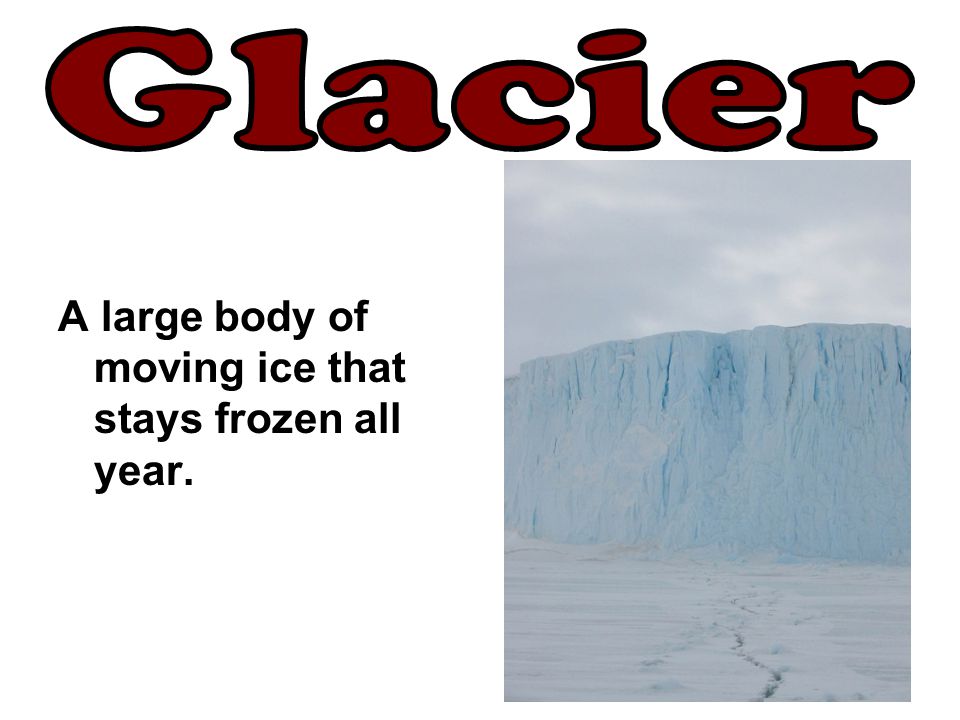 Glacier
A large body of
moving ice that
stays frozen all
year.